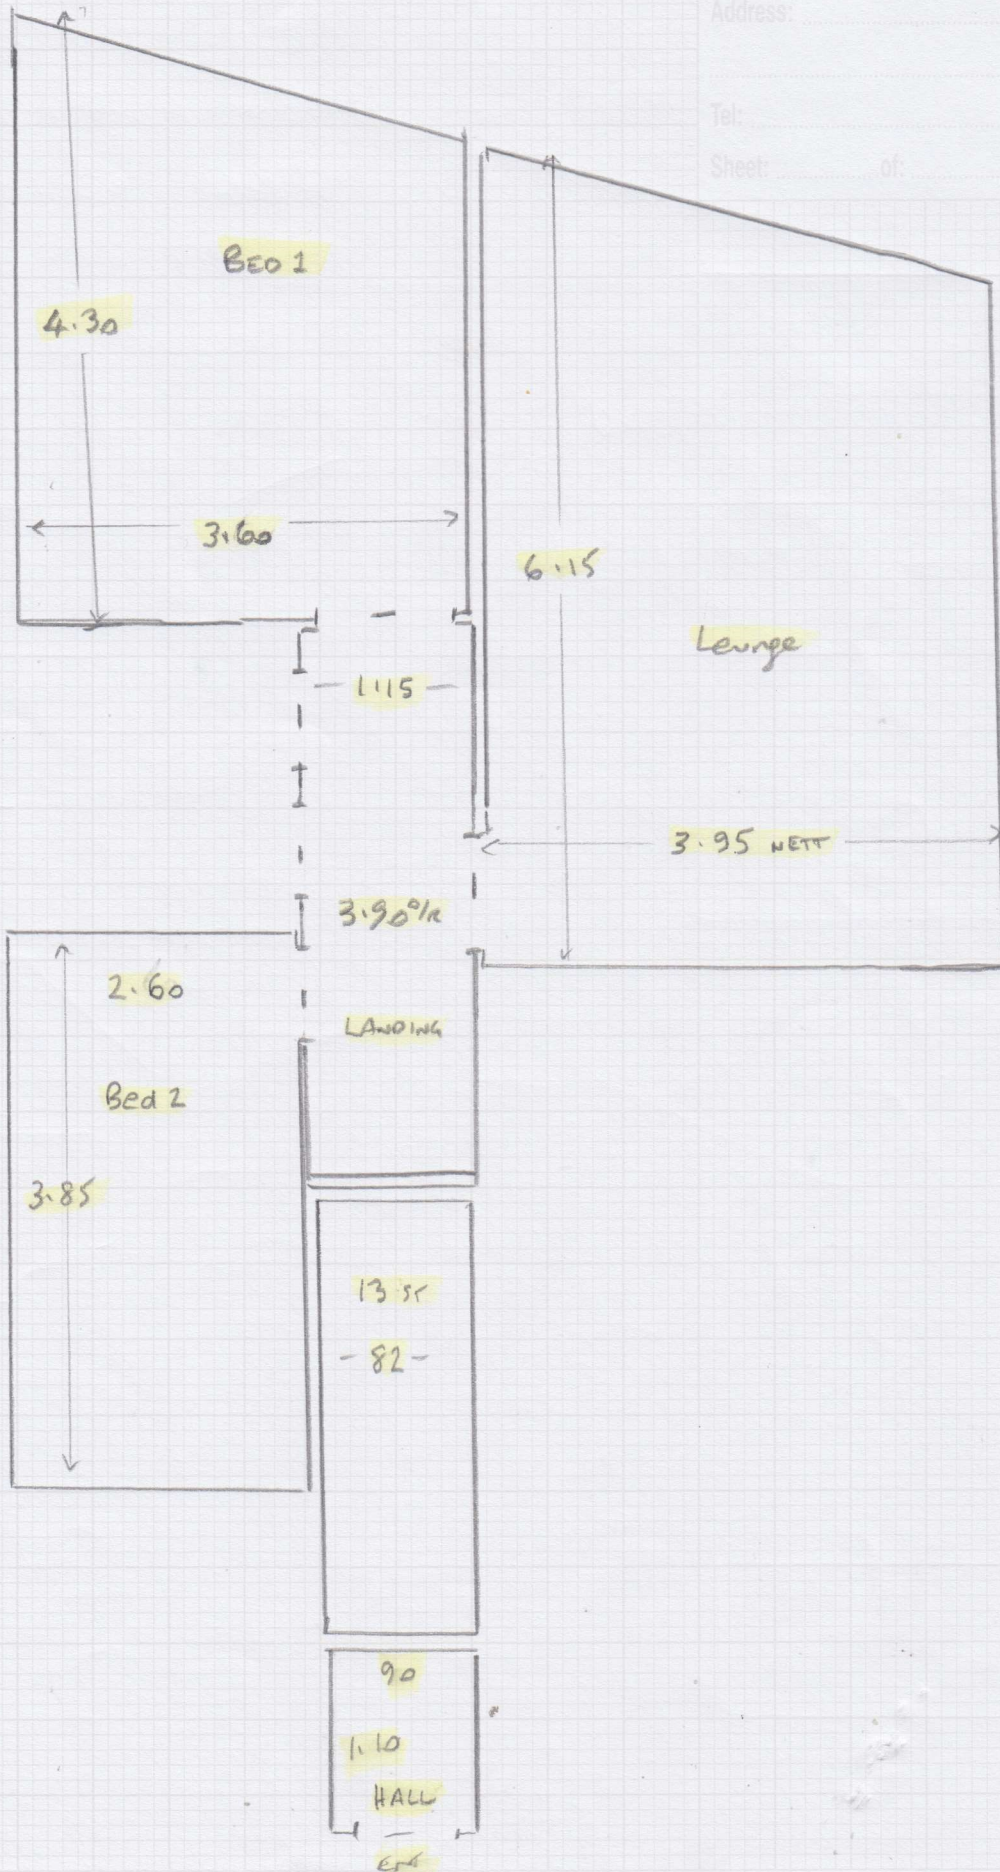 Address:
Tel:
Sheet: of:
BED 1
4.30
3.60
6.15
Lounge
1.15
3.95 NETT
3.90 O/R
2.60
LANDING
Bed 2
3.85
13 ST
- 82 -
90
1.10
HALL